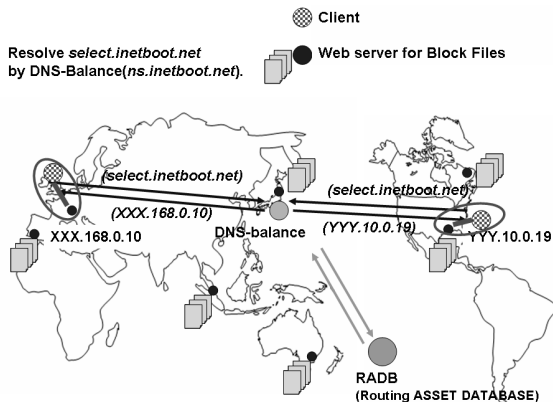 Client
Resolve select.inetboot.net
by DNS-Balance(ns.inetboot.net).
Web server for Block Files
(select.inetboot.net)
(select.inetboot.net)
(XXX.168.0.10)
(YYY.10.0.19)
DNS-balance
XXX.168.0.10
YYY.10.0.19
RADB
(Routing ASSET DATABASE)